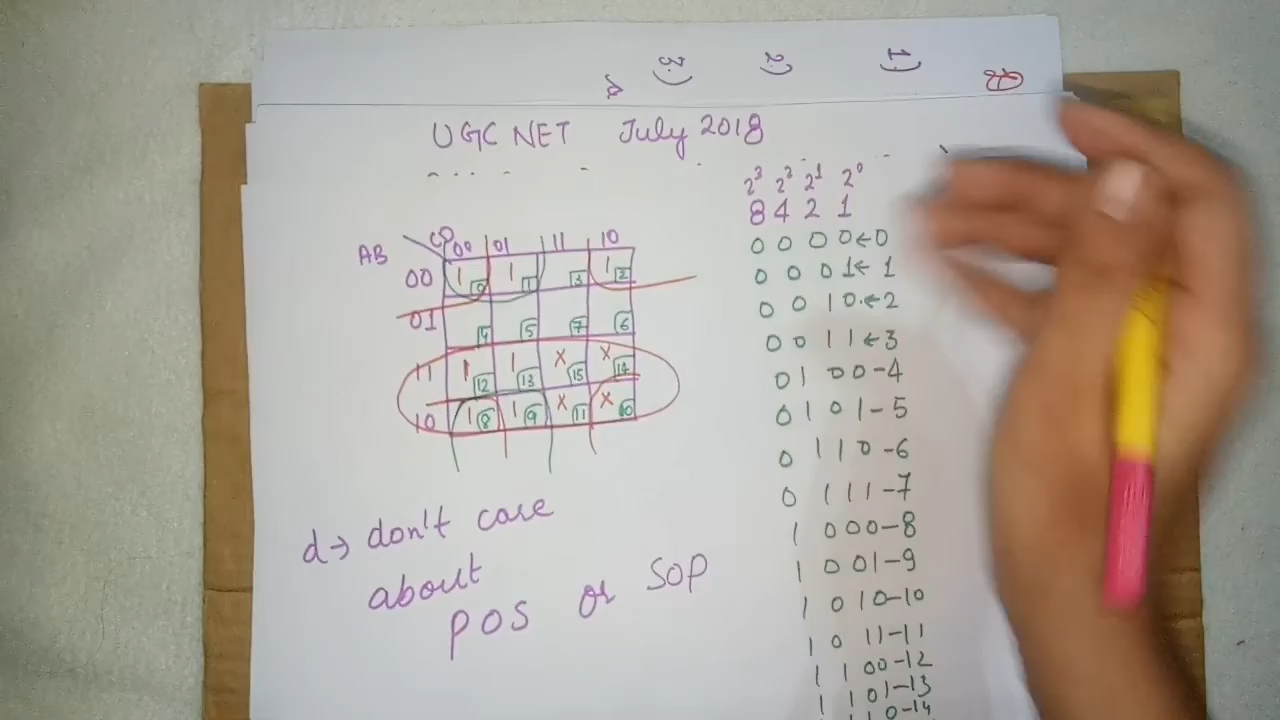 1.)
2.)
3.)
UGC NET July 2018
AB CD 00 01 11 10
00 1 0 1 1 3 1 2
01 4 5 7 6
11 1 12 1 13 X 15 X 14
10 1 8 1 9 X 11 X 10
d→ don't care
about
POS or SOP
2³ 2² 2¹ 2⁰
8 4 2 1
0 0 0 0←0
0 0 0 1←1
0 0 1 0←2
0 0 1 1←3
0 1 0 0-4
0 1 0 1-5
0 1 1 0-6
0 1 1 1-7
1 0 0 0-8
1 0 0 1-9
1 0 1 0-10
1 0 1 1-11
1 1 0 0-12
1 1 0 1-13
1 1 1 0-14